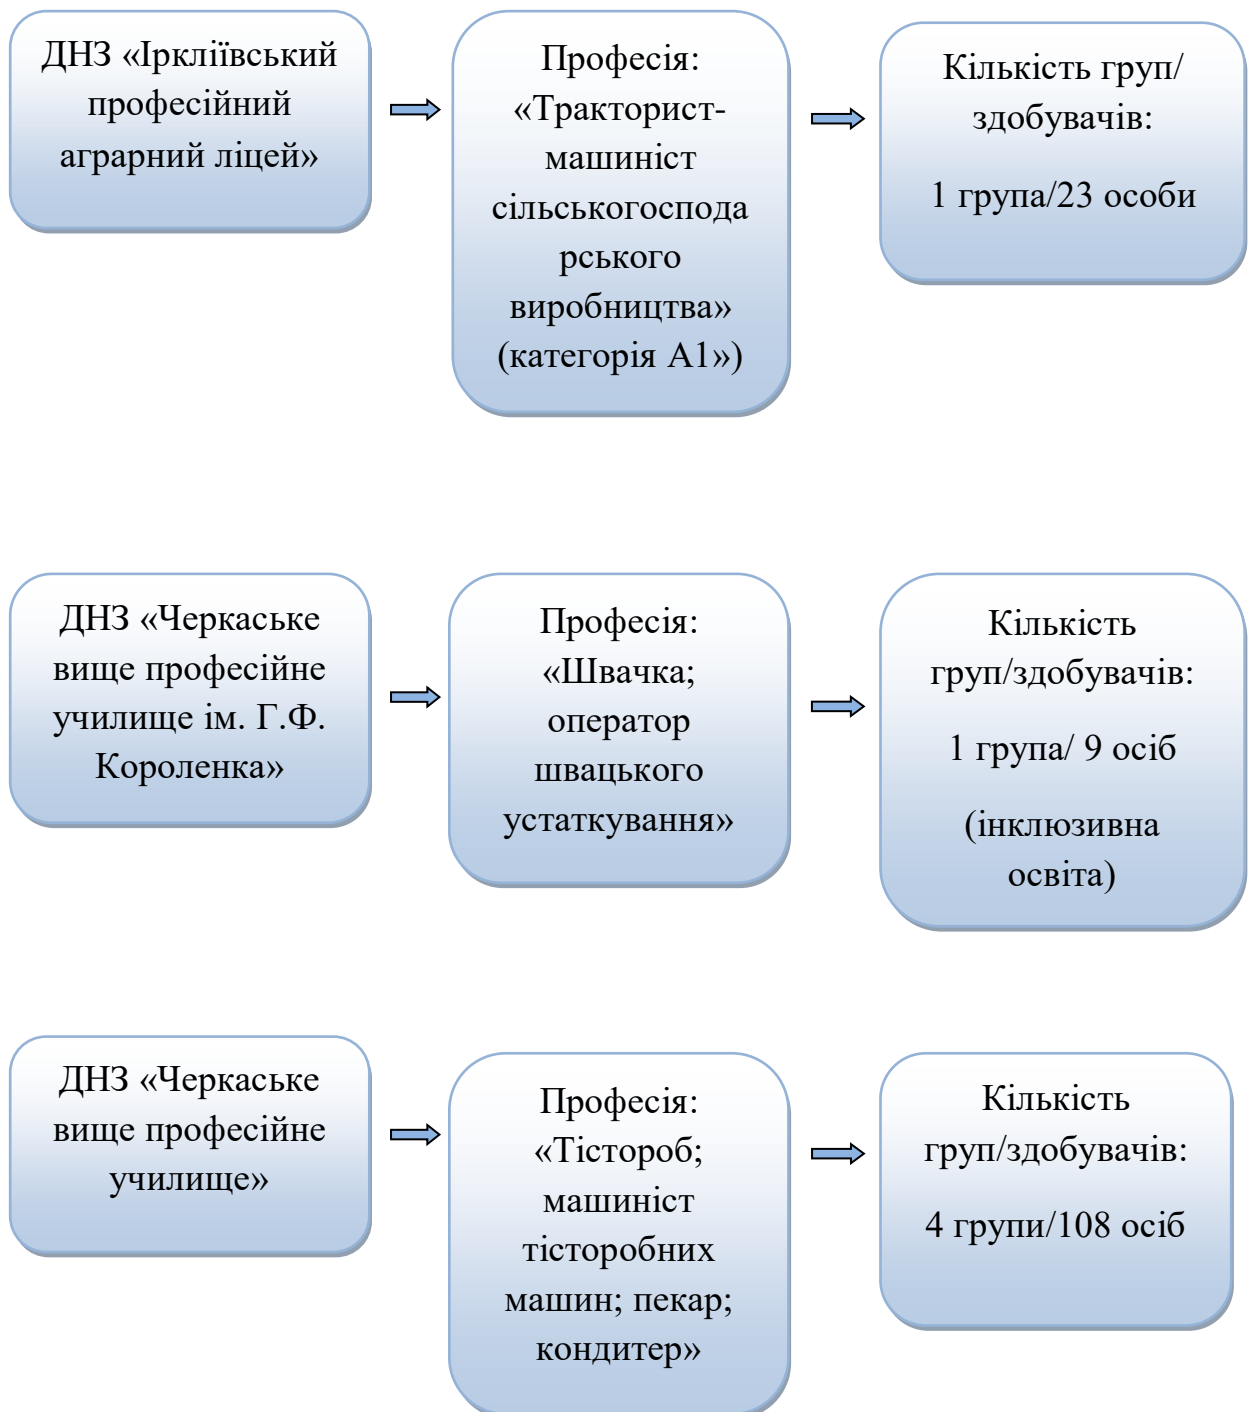 ДНЗ «Іркліївський
професійний
аграрний ліцей»
Професія:
«Тракторист-
машиніст
сільськогоспода
рського
виробництва»
(категорія А1»)
Кількість груп/
здобувачів:
1 група/23 особи
ДНЗ «Черкаське
вище професійне
училище ім. Г.Ф.
Короленка»
Професія:
«Швачка;
оператор
швацького
устаткування»
Кількість
груп/здобувачів:
1 група/ 9 осіб
(інклюзивна
освіта)
ДНЗ «Черкаське
вище професійне
училище»
Професія:
«Тістороб;
машиніст
тісторобних
машин; пекар;
кондитер»
Кількість
груп/здобувачів:
4 групи/108 осіб